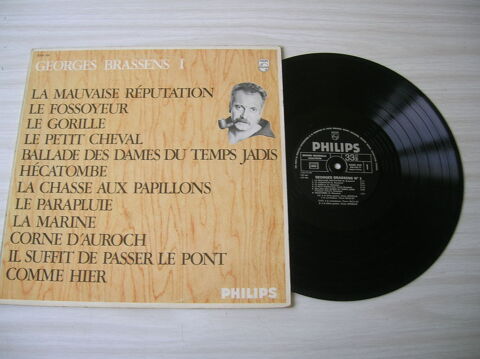 GEORGES BRASSENS I
LA MAUVAISE RÉPUTATION
LE FOSSOYEUR
LE GORILLE
LE PETIT CHEVAL
BALLADE DES DAMES DU TEMPS JADIS
HÉCATOMBE
LA CHASSE AUX PAPILLONS
LE PARAPLUIE
LA MARINE
CORNE D'AUROCH
IL SUFFIT DE PASSER LE PONT
COMME HIER
PHILIPS
PHILIPS
33
1
GEORGES BRASSENS N°